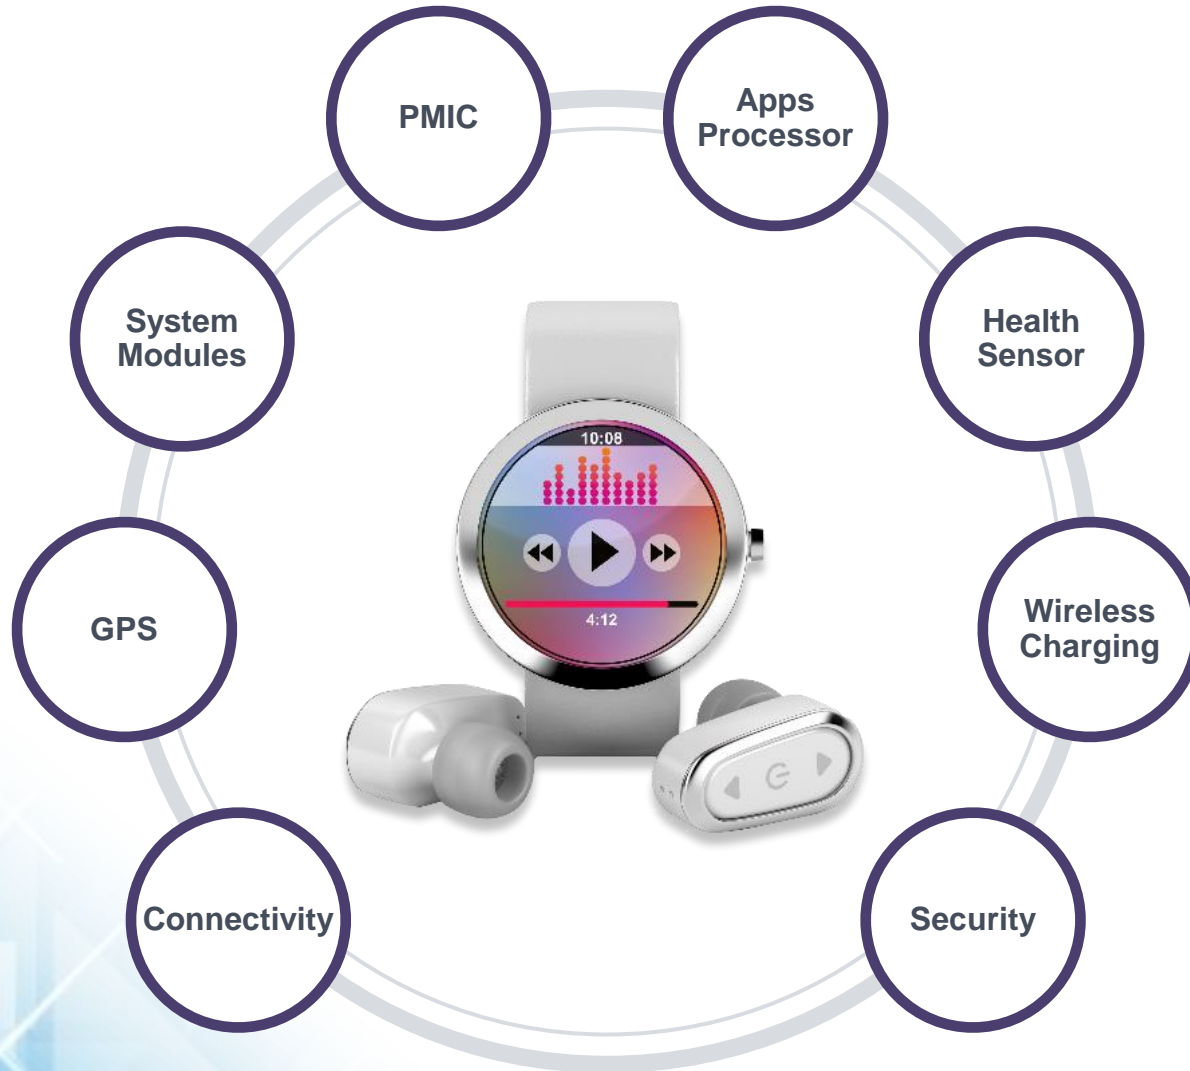 PMIC
Apps
Processor
System
Modules
Health
Sensor
10:08
4:12
GPS
Wireless
Charging
Connectivity
Security